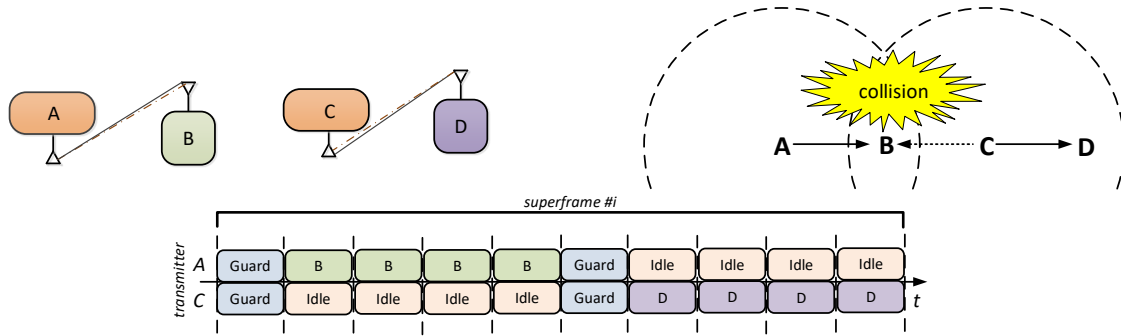 A
B
C
D
collision
A B C D
superframe #i
transmitter
A Guard B B B B Guard Idle Idle Idle Idle
C Guard Idle Idle Idle Idle Guard D D D D t